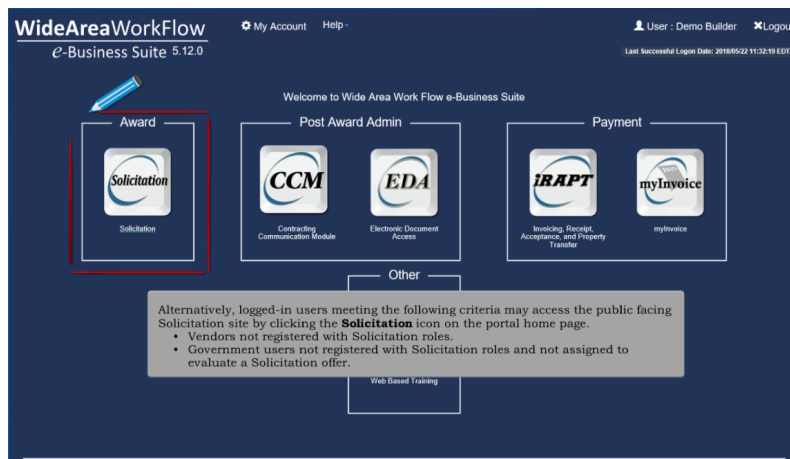 WideAreaWorkFlow
e-Business Suite 5.12.0
My Account Help
User : Demo Builder Logou
Last Successful Logon Date: 2018/05/22 11:32:19 EDT
Welcome to Wide Area Work Flow e-Business Suite
Award
Solicitation
Solicitation
Post Award Admin
CCM
Contracting
Communication Module
EDA
Electronic Document
Access
Payment
iRAPT
Invoicing, Receipt,
Acceptance, and Property
Transfer
myInvoice
myInvoice
Other
Alternatively, logged-in users meeting the following criteria may access the public facing
Solicitation site by clicking the Solicitation icon on the portal home page.
• Vendors not registered with Solicitation roles.
• Government users not registered with Solicitation roles and not assigned to
evaluate a Solicitation offer.
Web Based Training